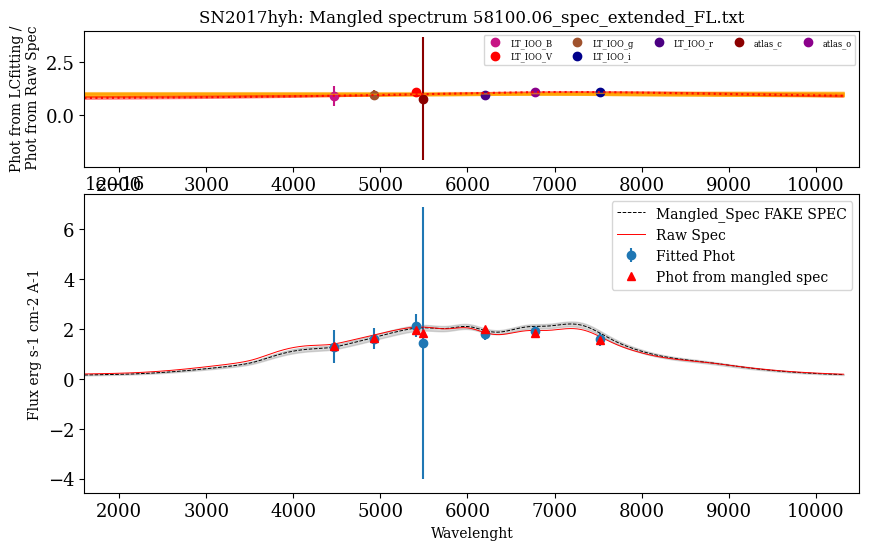 SN2017hyh: Mangled spectrum 58100.06_spec_extended_FL.txt
Phot from LCfitting /
Phot from Raw Spec
2.5
0.0
LT_IOO_B
LT_IOO_V
LT_IOO_g
LT_IOO_i
LT_IOO_r
atlas_c
atlas_o
2000 3000 4000 5000 6000 7000 8000 9000 10000
1e−16
Flux erg s-1 cm-2 A-1
6
4
2
0
−2
−4
Mangled_Spec FAKE SPEC
Raw Spec
Fitted Phot
Phot from mangled spec
2000 3000 4000 5000 6000 7000 8000 9000 10000
Wavelenght